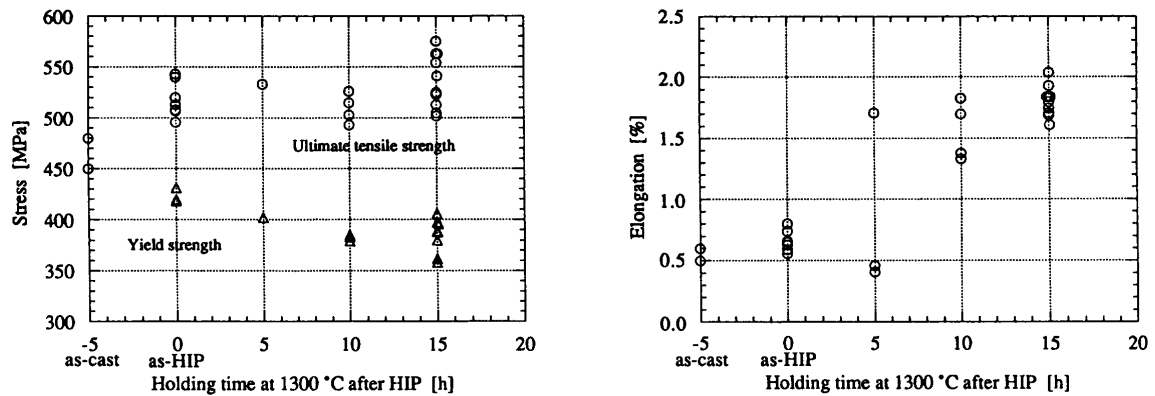 600
550
500
450
400
350
300
Stress [MPa]
Ultimate tensile strength
Yield strength
-5 0 5 10 15 20
as-cast as-HIP
Holding time at 1300 °C after HIP [h]
2.5
2.0
1.5
1.0
0.5
0.0
Elongation [%]
-5 0 5 10 15 20
as-cast as-HIP
Holding time at 1300 °C after HIP [h]